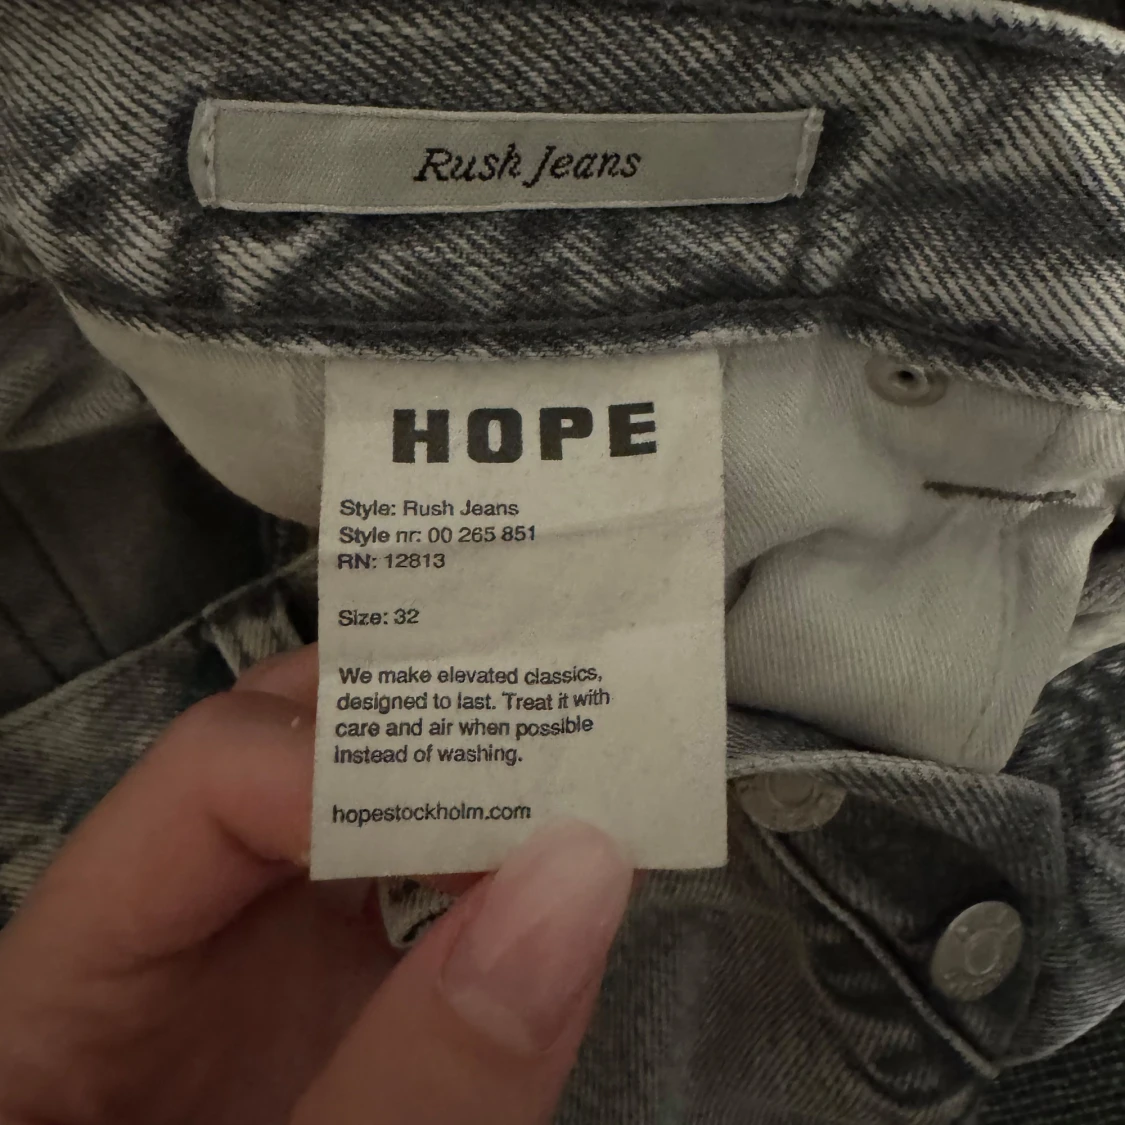 Rush Jeans
HOPE
Style: Rush Jeans
Style nr: 00 265 851
RN: 12813
Size: 32
We make elevated classics,
designed to last. Treat it with
care and air when possible
instead of washing.
hopestockholm.com